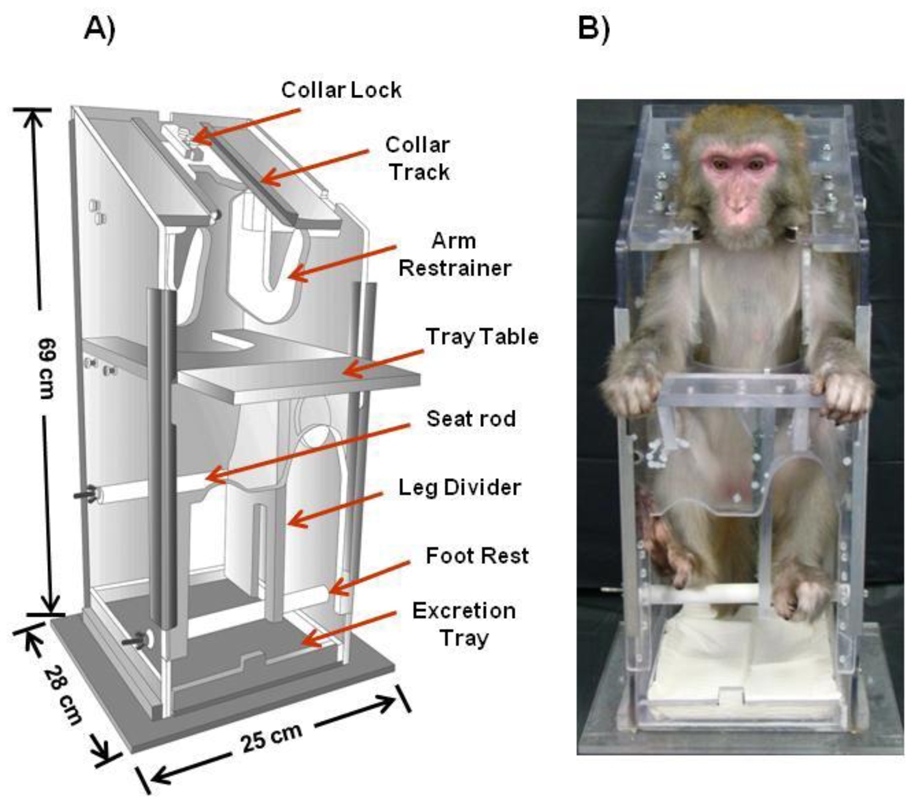 A)
B)
Collar Lock
Collar
Track
Arm
Restrainer
Tray Table
Seat rod
Leg Divider
Foot Rest
Excretion
Tray
69 cm
28 cm
25 cm